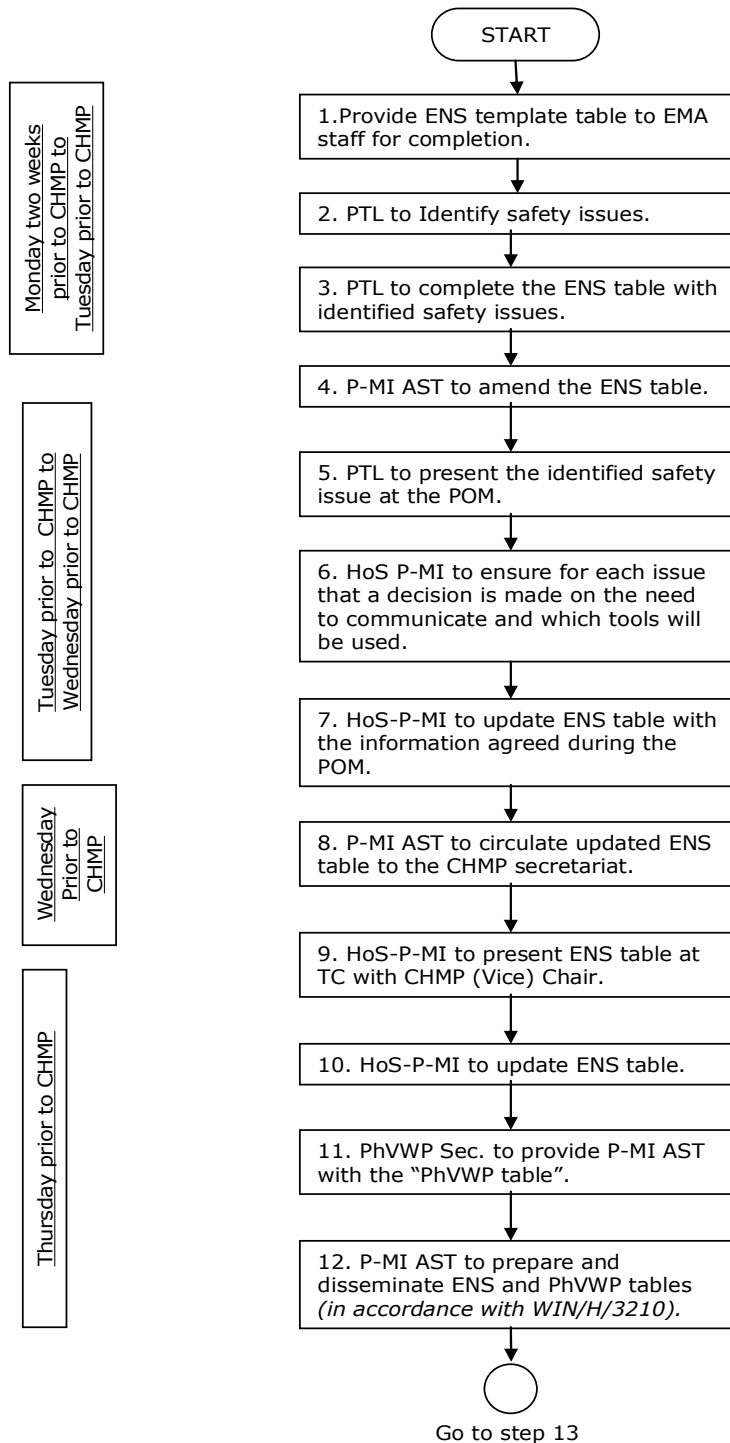 START
Monday two weeks
prior to CHMP to
Tuesday prior to CHMP
1.Provide ENS template table to EMA
staff for completion.
2. PTL to Identify safety issues.
3. PTL to complete the ENS table with
identified safety issues.
4. P-MI AST to amend the ENS table.
Tuesday prior to CHMP to
Wednesday prior to CHMP
5. PTL to present the identified safety
issue at the POM.
6. HoS P-MI to ensure for each issue
that a decision is made on the need
to communicate and which tools will
be used.
7. HoS-P-MI to update ENS table with
the information agreed during the
POM.
Wednesday
Prior to
CHMP
8. P-MI AST to circulate updated ENS
table to the CHMP secretariat.
Thursday prior to CHMP
9. HoS-P-MI to present ENS table at
TC with CHMP (Vice) Chair.
10. HoS-P-MI to update ENS table.
11. PhVWP Sec. to provide P-MI AST
with the “PhVWP table”.
12. P-MI AST to prepare and
disseminate ENS and PhVWP tables
(in accordance with WIN/H/3210).
Go to step 13